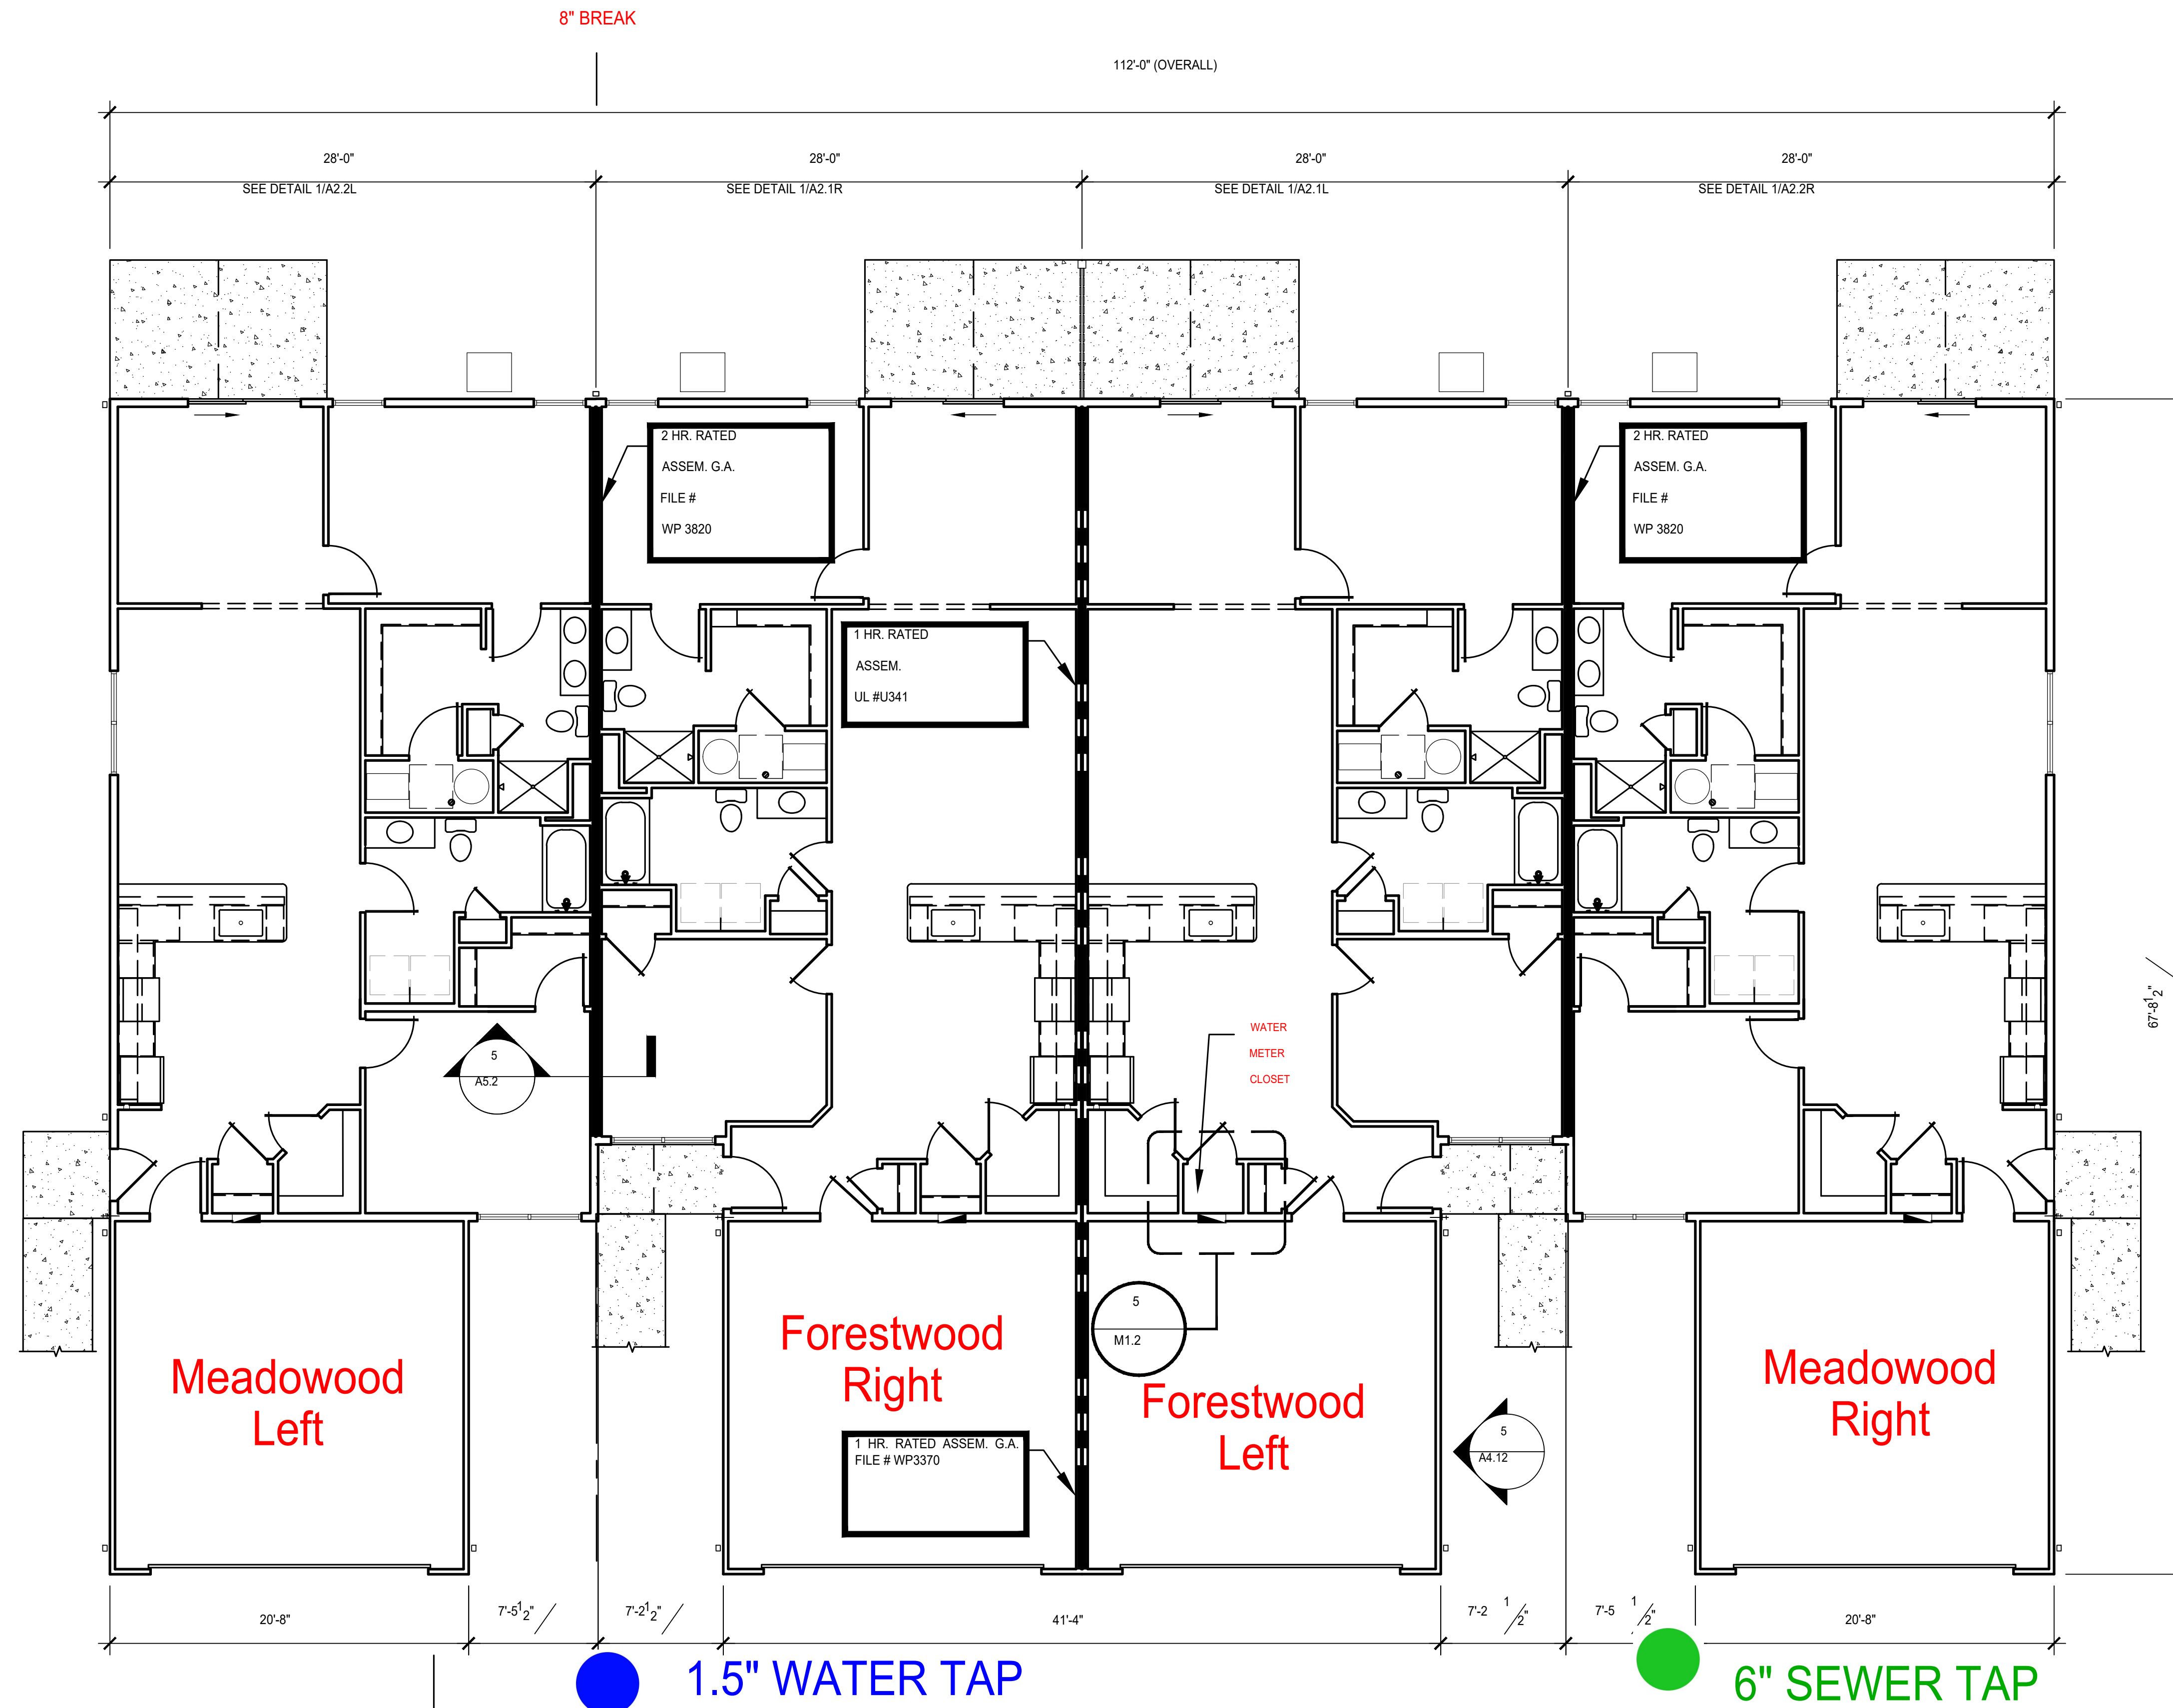 8" BREAK
112'-0" (OVERALL)
28'-0"
28'-0"
28'-0"
28'-0"
SEE DETAIL 1/A2.2L
SEE DETAIL 1/A2.1R
SEE DETAIL 1/A2.1L
SEE DETAIL 1/A2.2R
2 HR. RATED
ASSEM. G.A.
FILE #
WP 3820
2 HR. RATED
ASSEM. G.A.
FILE #
WP 3820
1 HR. RATED
ASSEM.
UL #U341
WATER
METER
CLOSET
5
A5.2
67'-8 1/2"
5
M1.2
Forestwood
Right
Meadowood
Left
Forestwood
Left
Meadowood
Right
1 HR. RATED ASSEM. G.A.
FILE # WP3370
5
A4.12
20'-8"
7'-5 1/2"
7'-2 1/2"
41'-4"
7'-2 1/2"
7'-5 1/2"
20'-8"
1.5" WATER TAP
6" SEWER TAP